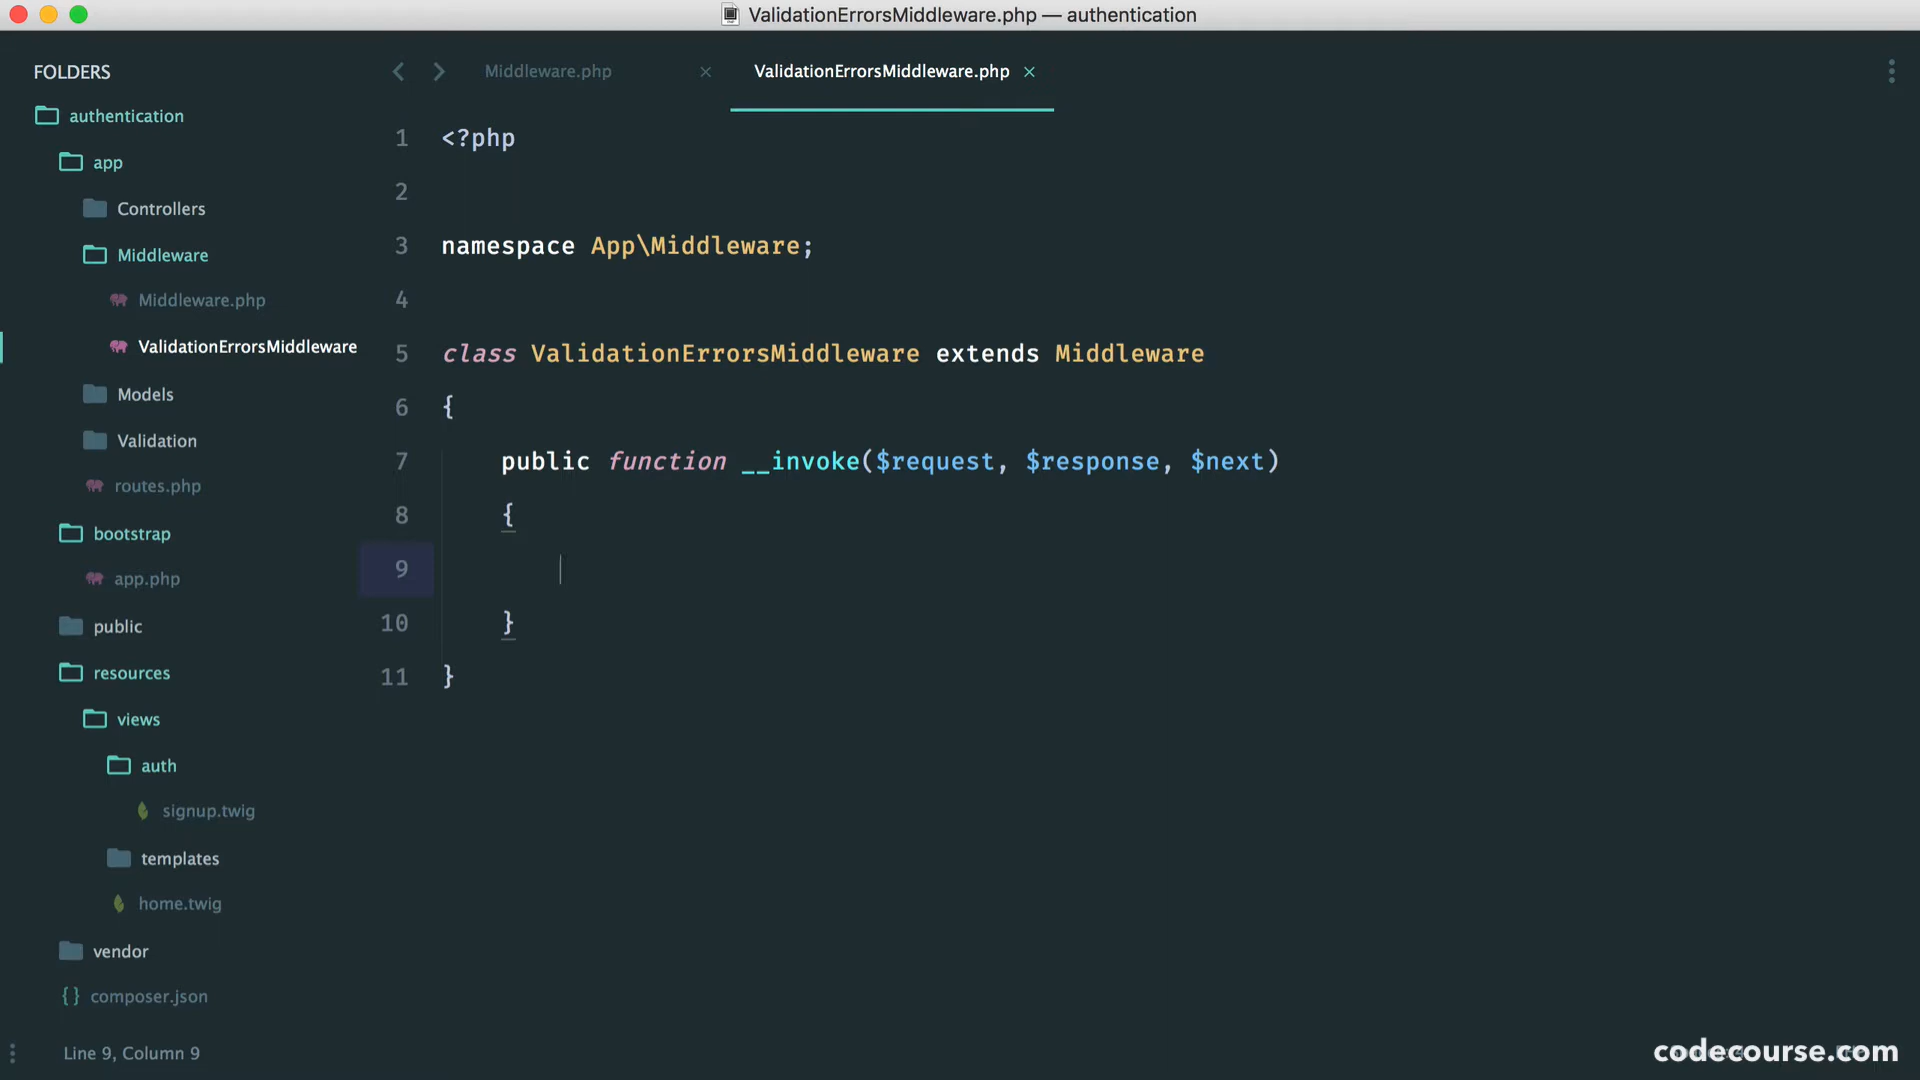 ValidationErrorsMiddleware.php — authentication
FOLDERS
authentication
app
Controllers
Middleware
Middleware.php
ValidationErrorsMiddleware
Models
Validation
routes.php
bootstrap
app.php
public
resources
views
auth
signup.twig
templates
home.twig
vendor
{ } composer.json
Line 9, Column 9
Middleware.php ×
ValidationErrorsMiddleware.php ×
1 <?php
2
3 namespace App\Middleware;
4
5 class ValidationErrorsMiddleware extends Middleware
6 {
7 public function __invoke($request, $response, $next)
8 {
9
10 }
11 }
codecourse.com